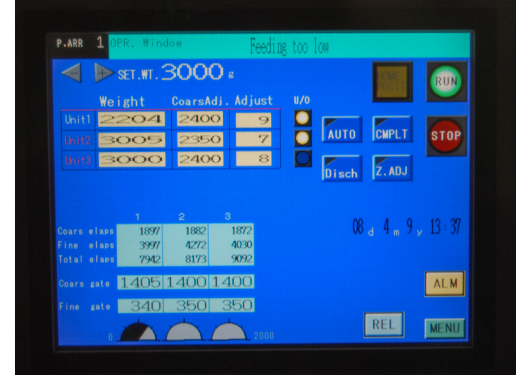 P.ARR 1 OPR. Window Feeding too low
SET.WT. 3000 g
HOME POSIT
RUN
Weight CoarsAdj. Adjust U/O
Unit1 2204 2400 9
Unit2 3005 2350 7
Unit3 3000 2400 8
AUTO CMPLT STOP
Disch Z.ADJ
1 2 3
Coars elaps 1897 1882 1872
Fine elaps 3997 4272 4030
Total elaps 7942 8173 9092
08 d 4 m 9 y 13:37
Coars gate 1405 1400 1400
Fine gate 340 350 350
ALM
0 2000
REL MENU